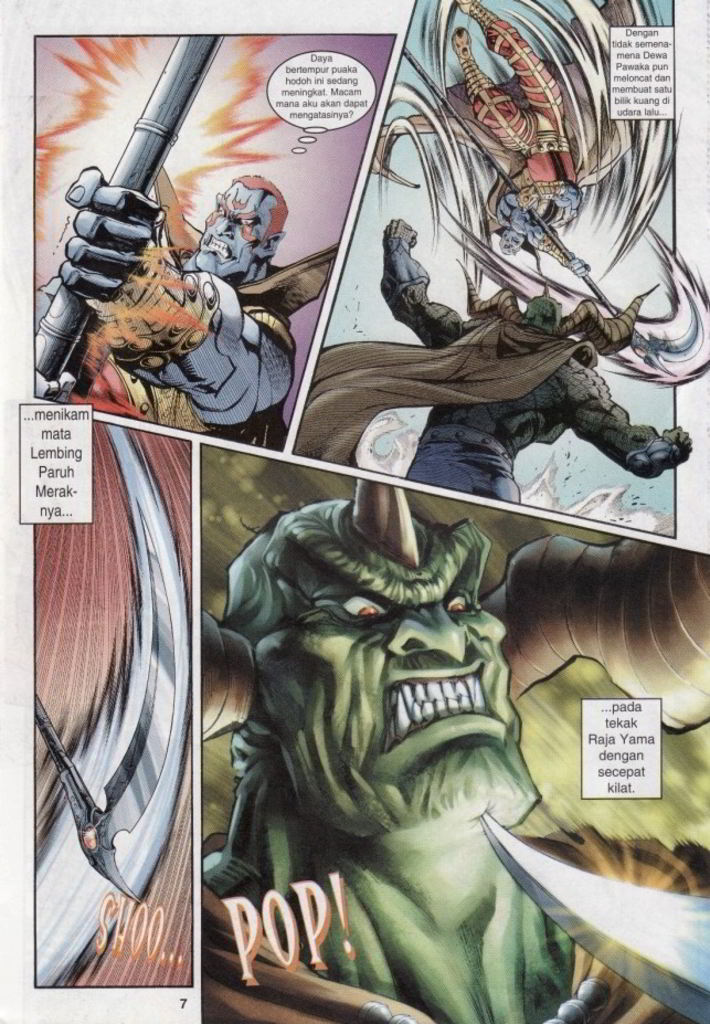 Daya
bertempur puaka
hodoh ini sedang
meningkat. Macam
mana aku dapat
mengatasinya?
Dengan
tidak semena-
mena Dewa
Pawaka pun
meloncat dan
membuat satu
bilik kuang di
udara lalu...
...menikam
mata
Lembing
Paruh
Merak-
nya...
...pada
tekak
Raja Yama
dengan
secepat
kilat.
SHOO...
POP!
7